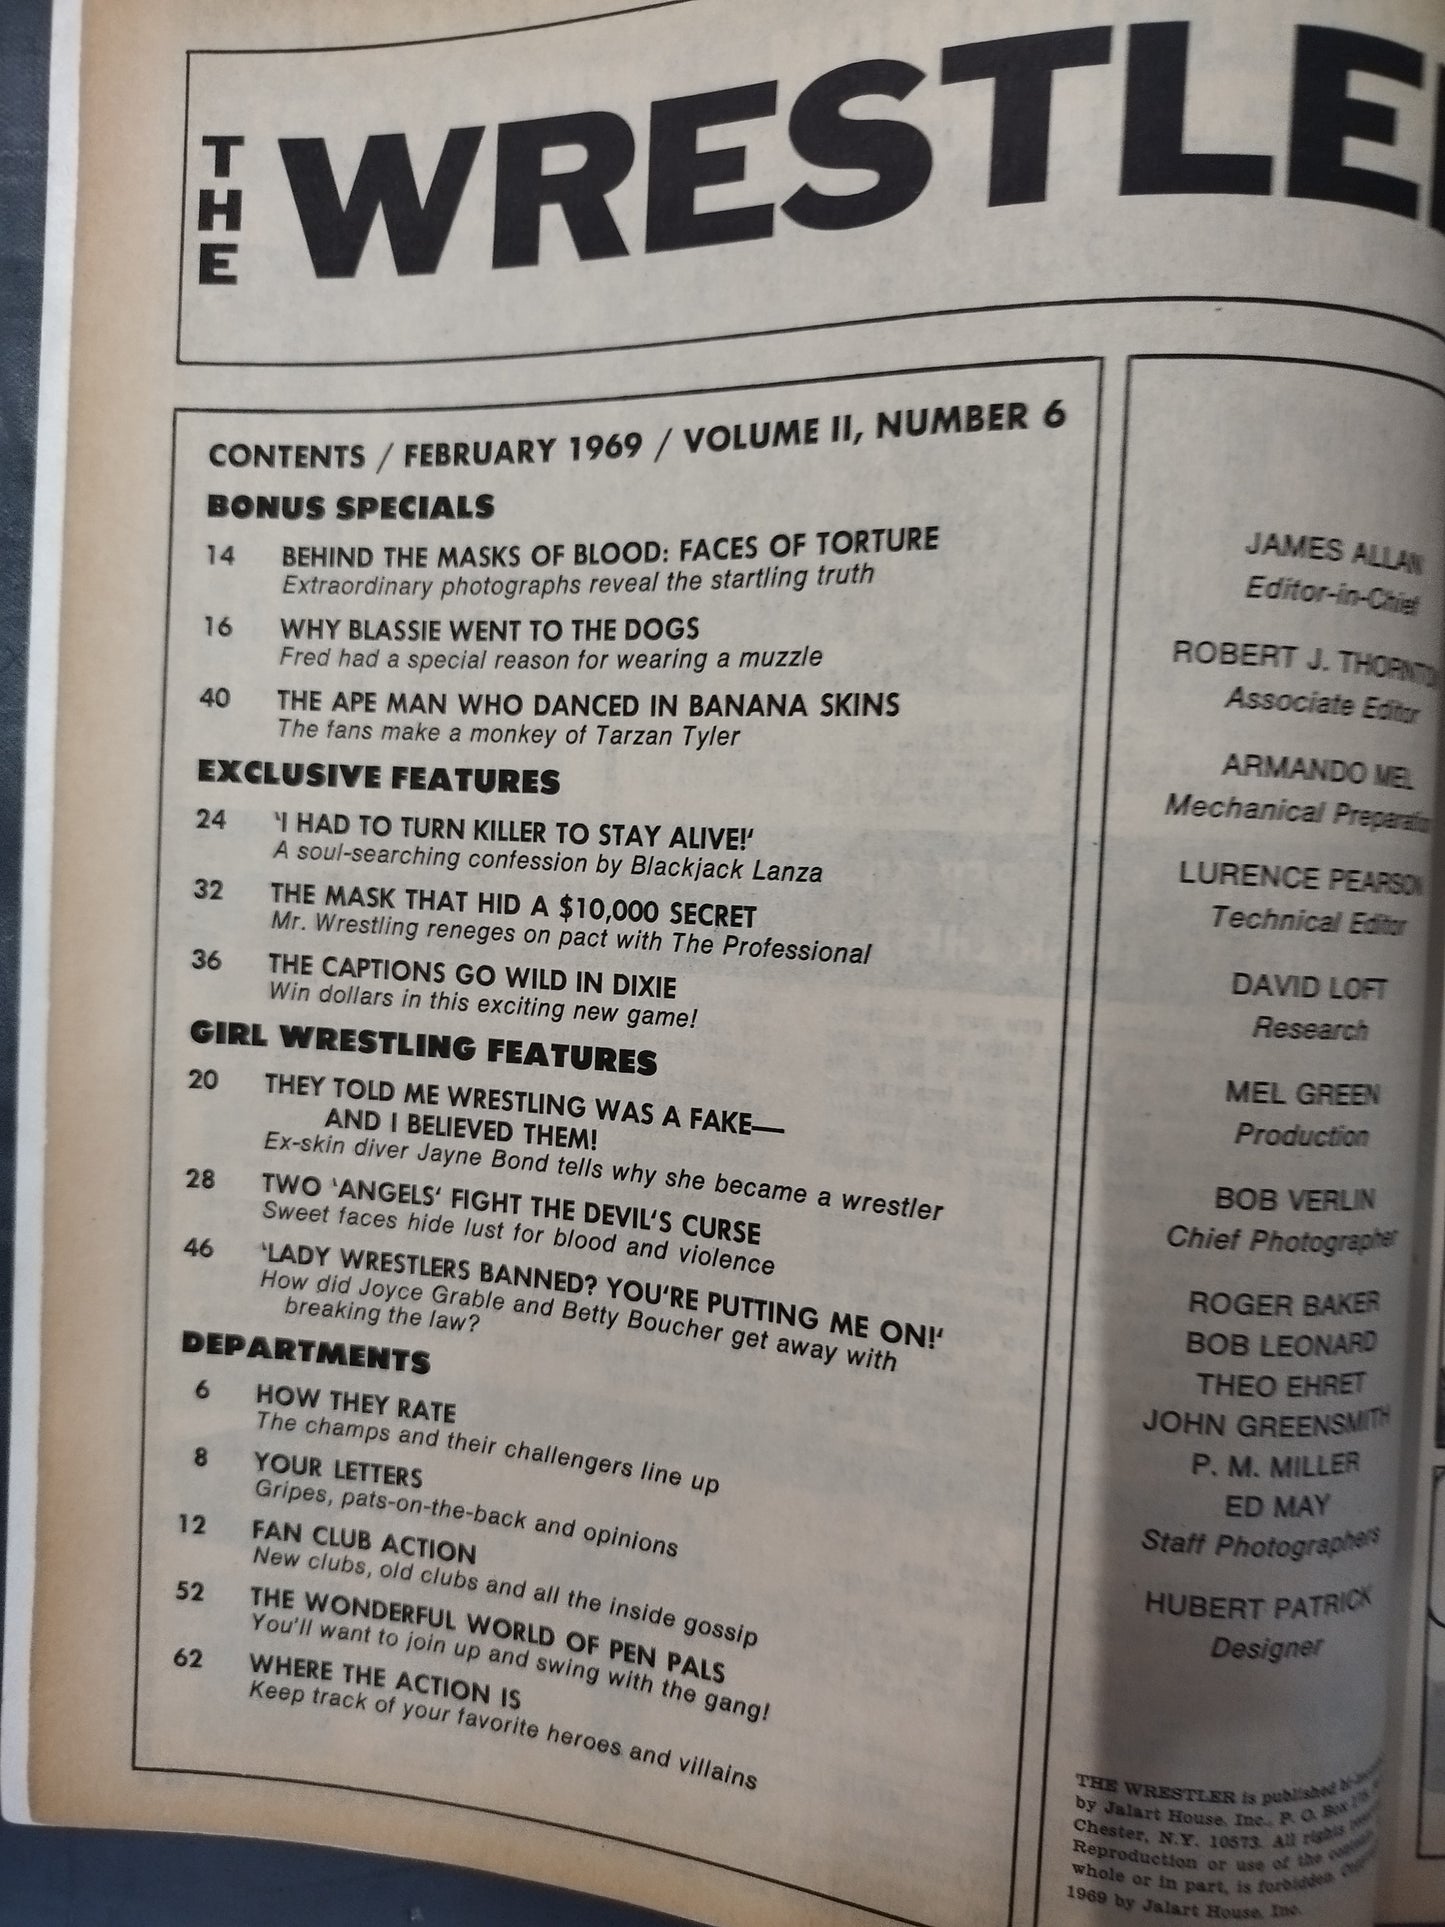 THE WRESTLE
CONTENTS / FEBRUARY 1969 / VOLUME II, NUMBER 6
BONUS SPECIALS
14 BEHIND THE MASKS OF BLOOD: FACES OF TORTURE
Extraordinary photographs reveal the startling truth
16 WHY BLASSIE WENT TO THE DOGS
Fred had a special reason for wearing a muzzle
40 THE APE MAN WHO DANCED IN BANANA SKINS
The fans make a monkey of Tarzan Tyler
EXCLUSIVE FEATURES
24 'I HAD TO TURN KILLER TO STAY ALIVE!'
A soul-searching confession by Blackjack Lanza
32 THE MASK THAT HID A $10,000 SECRET
Mr. Wrestling reneges on pact with The Professional
36 THE CAPTIONS GO WILD IN DIXIE
Win dollars in this exciting new game!
GIRL WRESTLING FEATURES
20 THEY TOLD ME WRESTLING WAS A FAKE—
AND I BELIEVED THEM!
Ex-skin diver Jayne Bond tells why she became a wrestler
28 TWO 'ANGELS' FIGHT THE DEVIL'S CURSE
Sweet faces hide lust for blood and violence
46 'LADY WRESTLERS BANNED? YOU'RE PUTTING ME ON!'
How did Joyce Grable and Betty Boucher get away with
breaking the law?
DEPARTMENTS
6 HOW THEY RATE
The champs and their challengers line up
8 YOUR LETTERS
Gripes, pats-on-the-back and opinions
12 FAN CLUB ACTION
New clubs, old clubs and all the inside gossip
52 THE WONDERFUL WORLD OF PEN PALS
You'll want to join up and swing with the gang!
62 WHERE THE ACTION IS
Keep track of your favorite heroes and villains
JAMES ALLAN
Editor-in-Chief
ROBERT J. THORNTO
Associate Editor
ARMANDO MEL
Mechanical Preparation
LURENCE PEARSON
Technical Editor
DAVID LOFT
Research
MEL GREEN
Production
BOB VERLIN
Chief Photographer
ROGER BAKER
BOB LEONARD
THEO EHRET
JOHN GREENSMITH
P. M. MILLER
ED MAY
Staff Photographers
HUBERT PATRICK
Designer
THE WRESTLER is published
by Jalart House, Inc., P. O. Box
Chester, N.Y. 10573. All rights
Reproduction or use of the
whole or in part, is forbidden.
1969 by Jalart House, Inc.